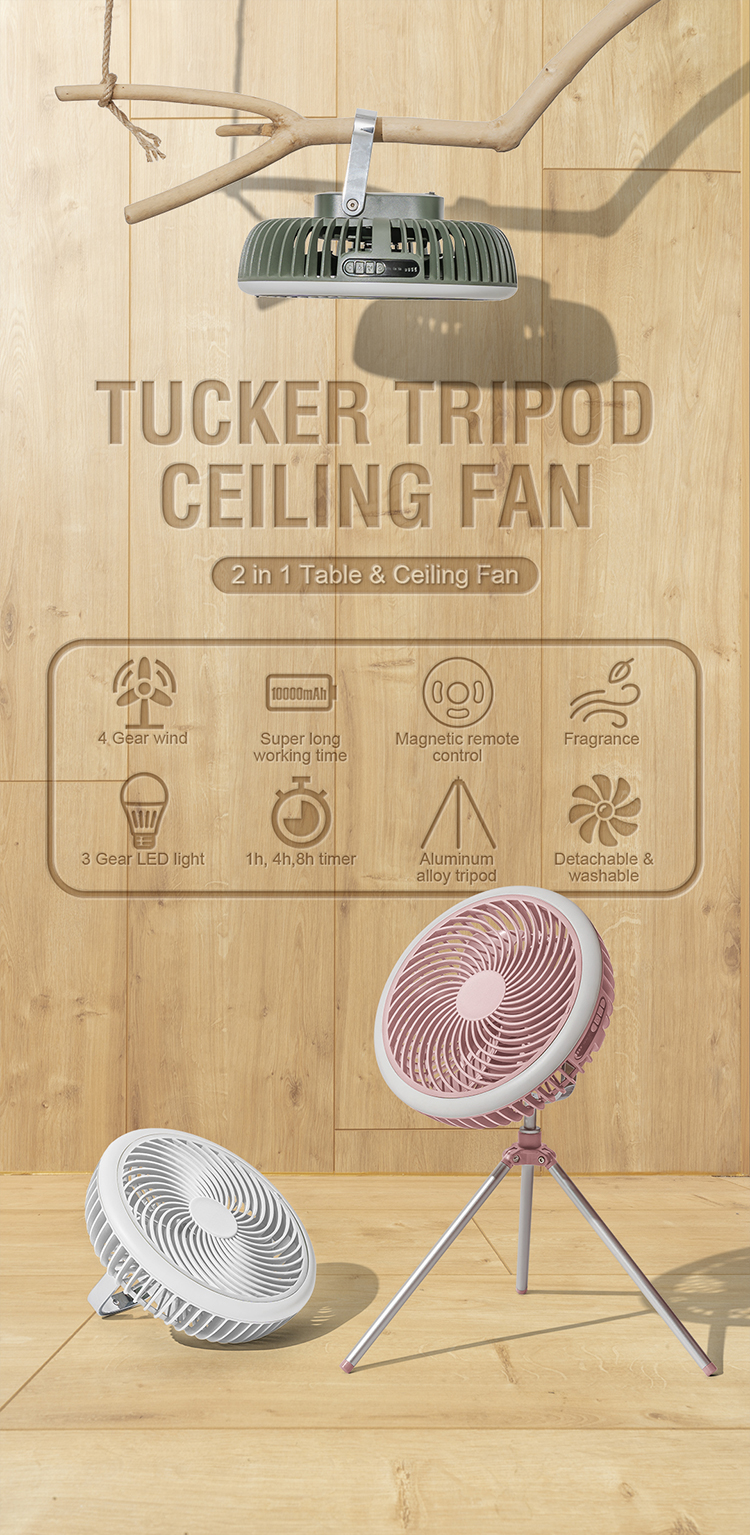 TUCKER TRIPOD
CEILING FAN
2 in 1 Table & Ceiling Fan
10000mAh
4 Gear wind
Super long
working time
Magnetic remote
control
Fragrance
3 Gear LED light
1h, 4h,8h timer
Aluminum
alloy tripod
Detachable &
washable